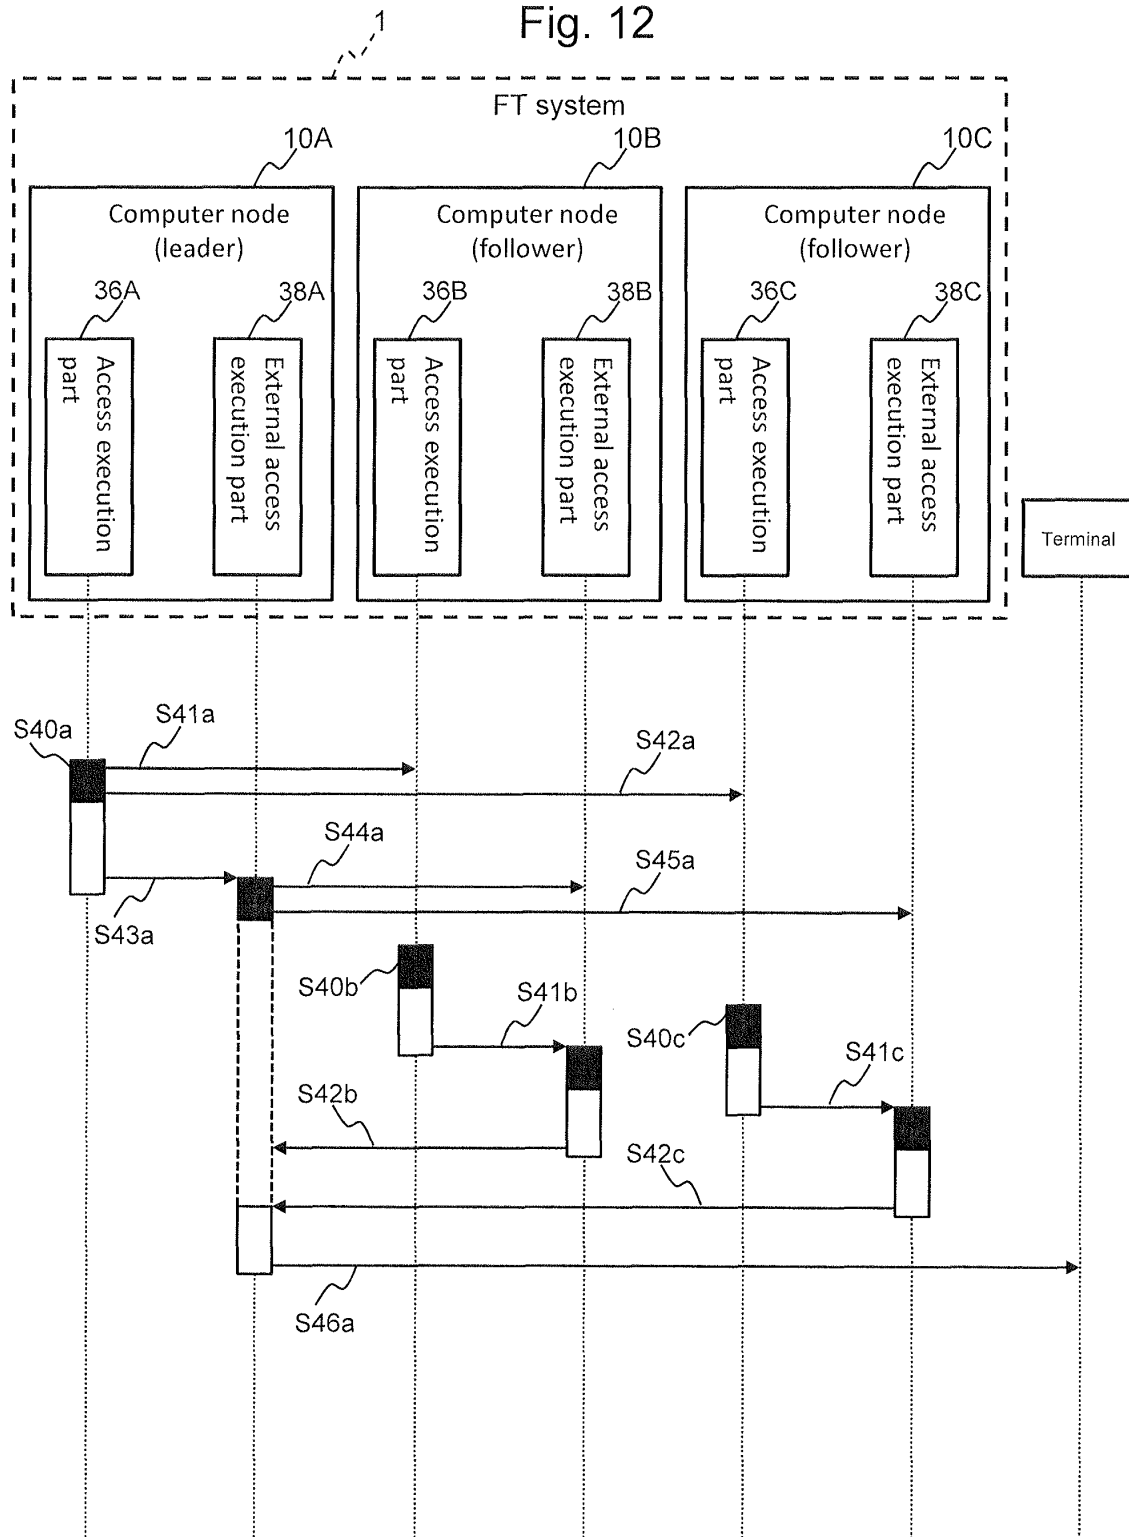 Fig. 12
1
FT system
10A
10B
10C
Computer node
(leader)
Computer node
(follower)
Computer node
(follower)
36A
38A
36B
38B
36C
38C
Access execution
part
External access
execution part
Access execution
part
External access
execution part
Access execution
part
External access
execution part
Terminal
S40a
S41a
S42a
S44a
S45a
S43a
S40b
S41b
S40c
S41c
S42b
S42c
S46a